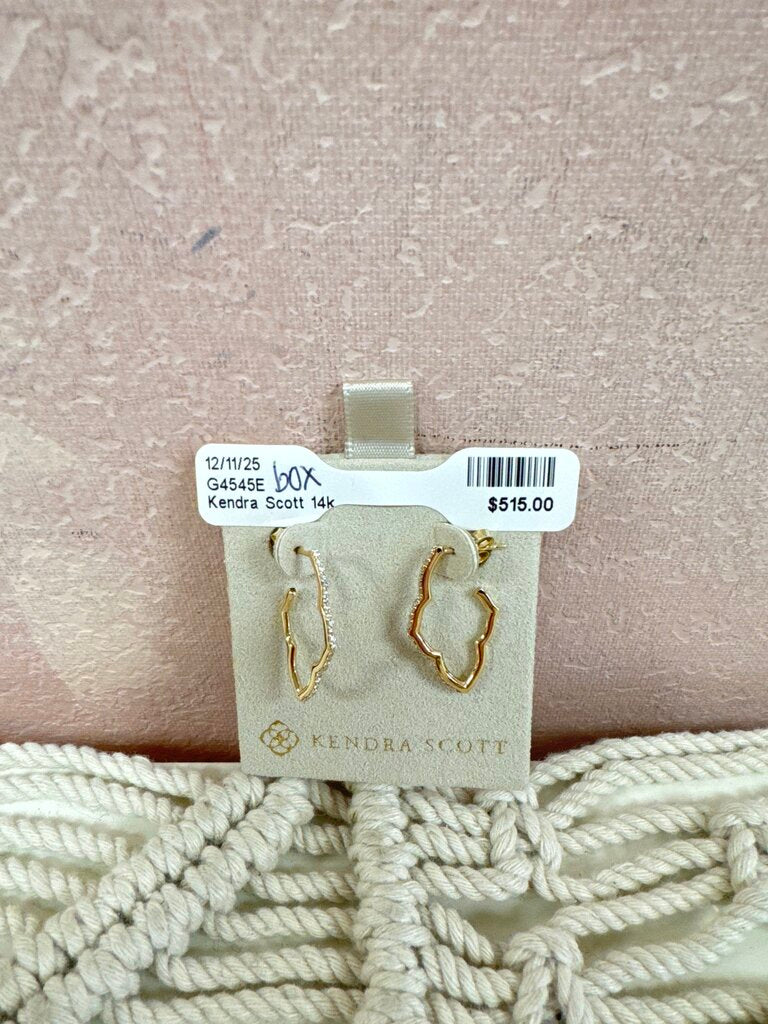 12/11/25
G4545E box
Kendra Scott 14k
$515.00
KENDRA SCOTT